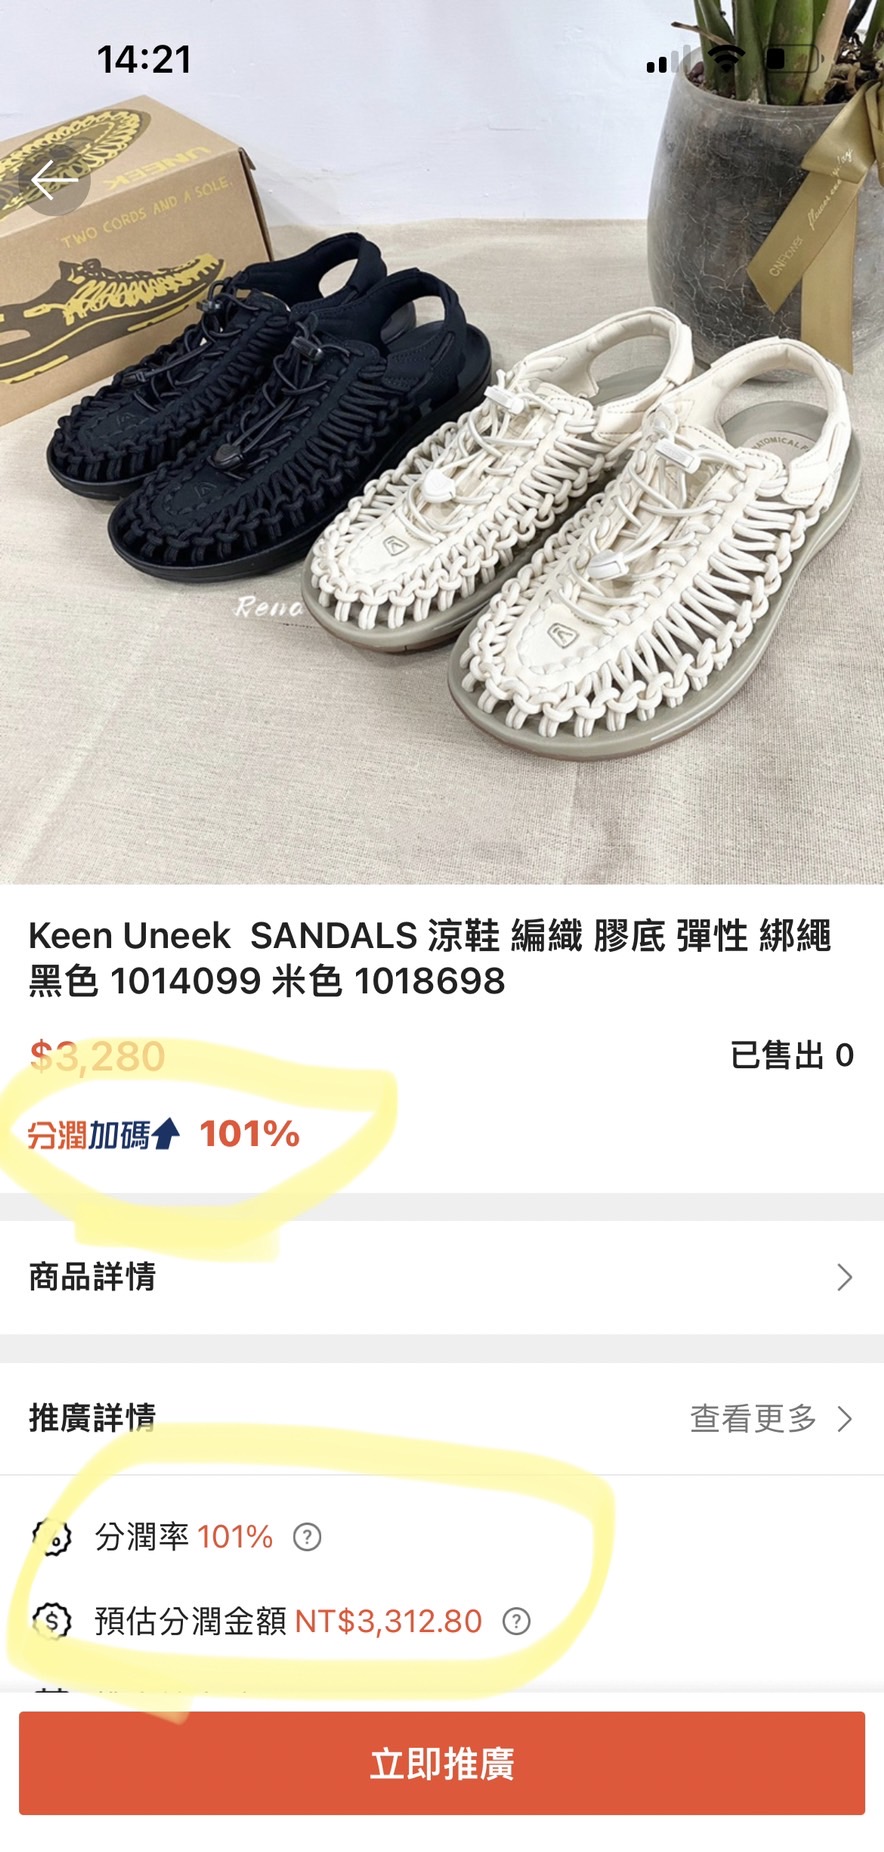 14:21
UNEEK
TWO CORDS AND A SOLE.
CNFlower
Rena
Keen Uneek SANDALS 涼鞋 編織 膠底 彈性 綁繩
黑色 1014099 米色 1018698
$3,280
已售出 0
分潤加碼 101%
商品詳情
推廣詳情
查看更多
分潤率 101%
預估分潤金額 NT$3,312.80
立即推廣